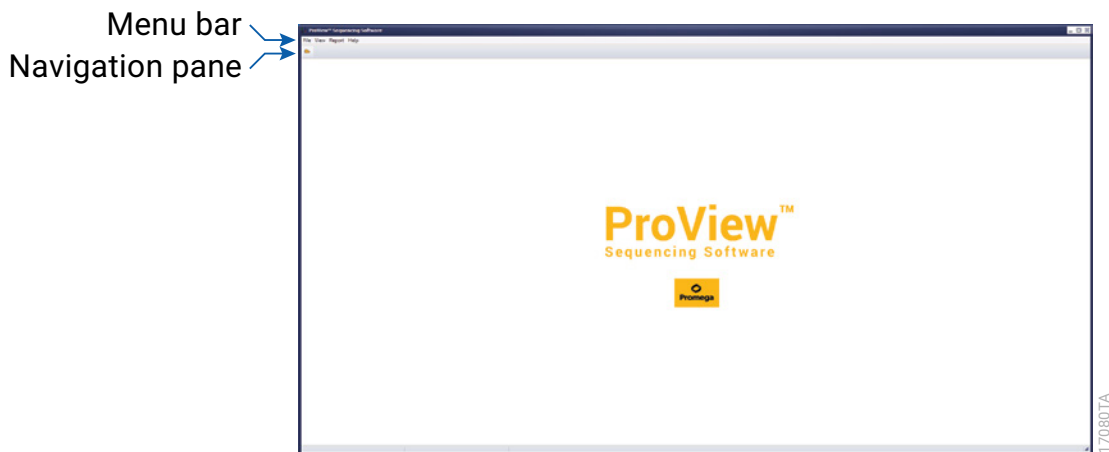 Menu bar
Navigation pane
ProView™ Sequencing Software
File View Report Help
ProView™
Sequencing Software
Promega
17080TA